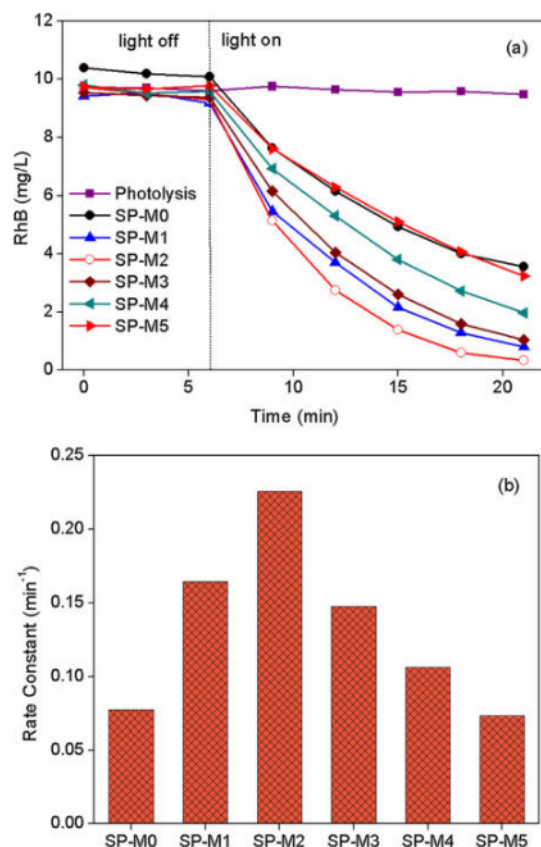 12
10
8
6
4
2
0
RhB (mg/L)
light off
light on
(a)
Photolysis
SP-M0
SP-M1
SP-M2
SP-M3
SP-M4
SP-M5
0
5
10
15
20
Time (min)
0.25
0.20
0.15
0.10
0.05
0.00
Rate Constant (min⁻¹)
(b)
SP-M0
SP-M1
SP-M2
SP-M3
SP-M4
SP-M5